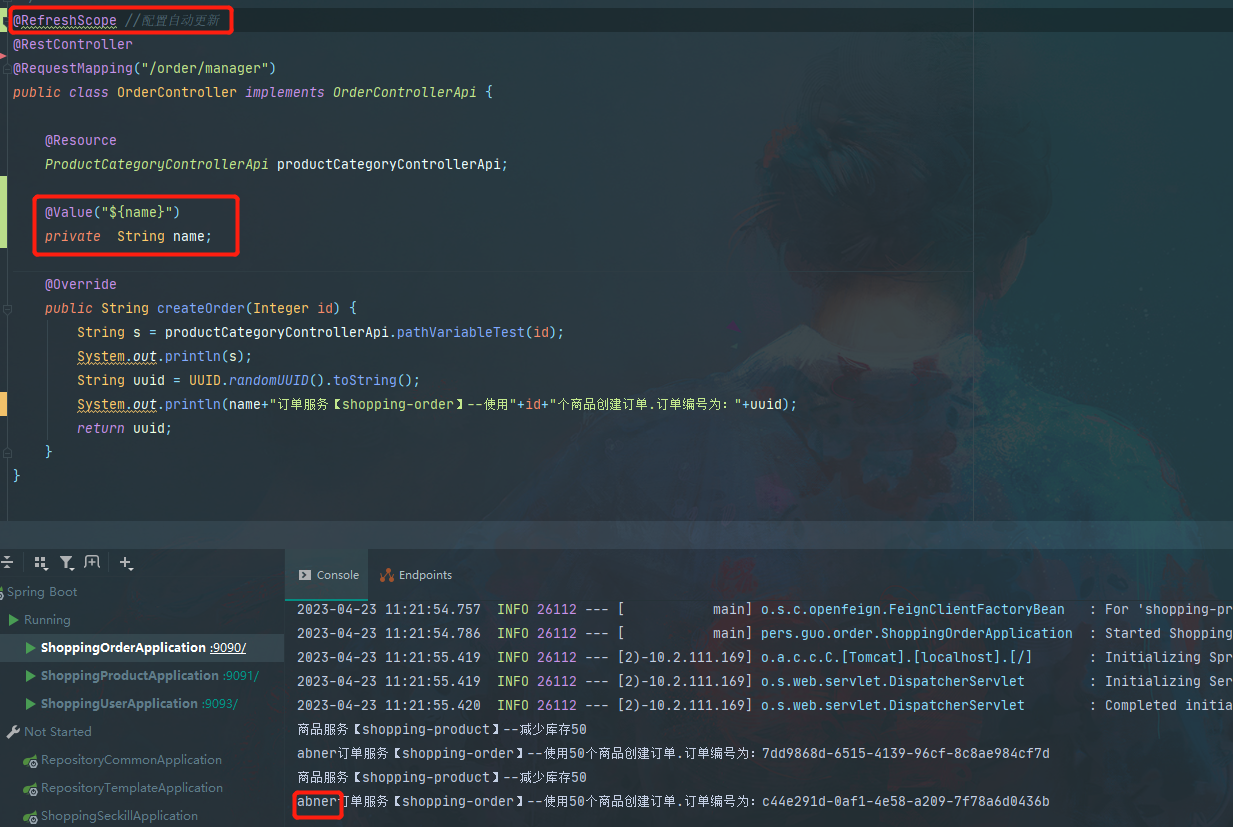 @RefreshScope //配置自动更新
@RestController
@RequestMapping("/order/manager")
public class OrderController implements OrderControllerApi {
@Resource
ProductCategoryControllerApi productCategoryControllerApi;
@Value("${name}")
private  String name;
@Override
public String createOrder(Integer id) {
String s = productCategoryControllerApi.pathVariableTest(id);
System.out.println(s);
String uuid = UUID.randomUUID().toString();
System.out.println(name+"订单服务【shopping-order】--使用"+id+"个商品创建订单.订单编号为: "+uuid);
return uuid;
}
}
Console
Endpoints
Spring Boot
Running
ShoppingOrderApplication :9090/
ShoppingProductApplication :9091/
ShoppingUserApplication :9093/
Not Started
RepositoryCommonApplication
RepositoryTemplateApplication
ShoppingSeckillApplication
2023-04-23 11:21:54.757  INFO 26112 --- [           main] o.s.c.openfeign.FeignClientFactoryBean   : For 'shopping-pr
2023-04-23 11:21:54.786  INFO 26112 --- [           main] pers.guo.order.ShoppingOrderApplication  : Started Shopping
2023-04-23 11:21:55.419  INFO 26112 --- [2)-10.2.111.169] o.a.c.c.C.[Tomcat].[localhost].[/]       : Initializing Spr
2023-04-23 11:21:55.419  INFO 26112 --- [2)-10.2.111.169] o.s.web.servlet.DispatcherServlet        : Initializing Ser
2023-04-23 11:21:55.420  INFO 26112 --- [2)-10.2.111.169] o.s.web.servlet.DispatcherServlet        : Completed initia
商品服务【shopping-product】--减少库存50
abner订单服务【shopping-order】--使用50个商品创建订单.订单编号为: 7dd9868d-6515-4139-96cf-8c8ae984cf7d
商品服务【shopping-product】--减少库存50
abner订单服务【shopping-order】--使用50个商品创建订单.订单编号为: c44e291d-0af1-4e58-a209-7f78a6d0436b